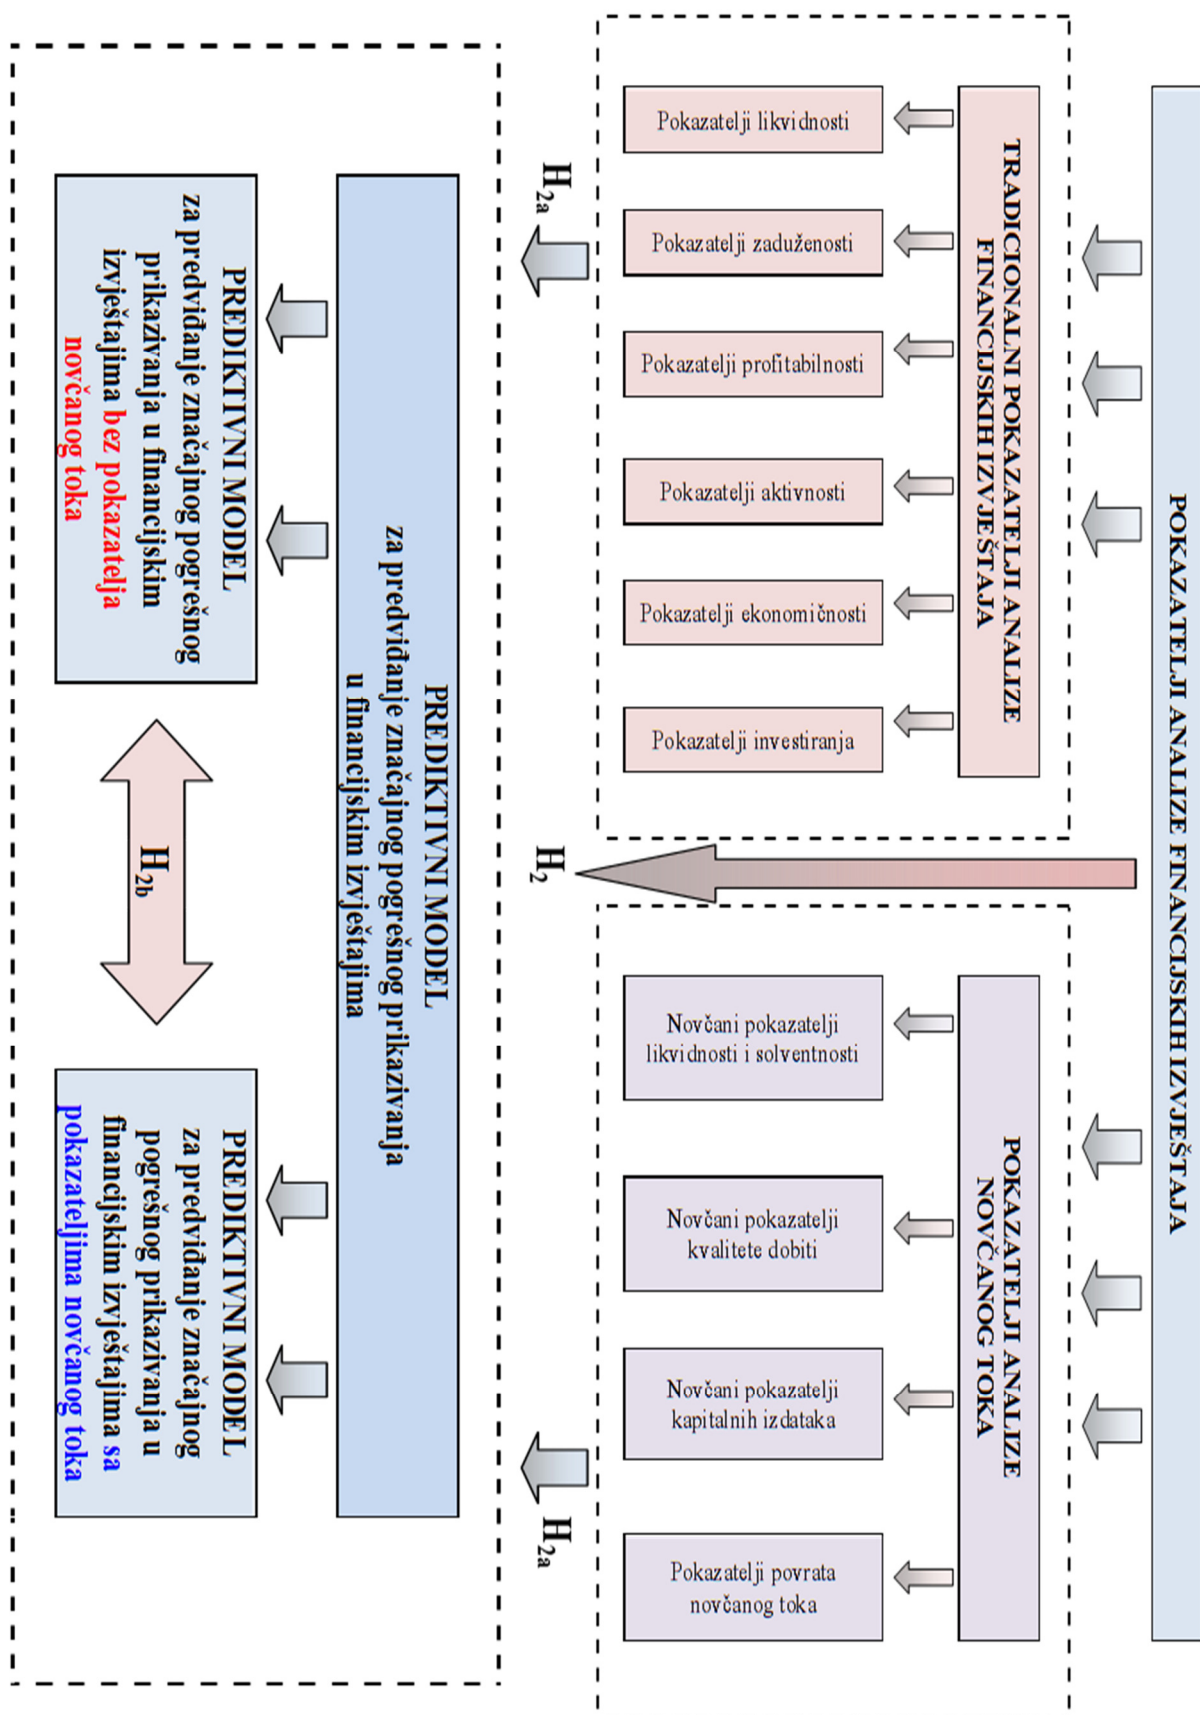 POKAZATELJI ANALIZE FINANCIJSKIH IZVJEŠTAJA
TRADICIONALNI POKAZATELJI ANALIZE
FINANCIJSKIH IZVJEŠTAJA
Pokazatelji likvidnosti
Pokazatelji zaduženosti
Pokazatelji profitabilnosti
Pokazatelji aktivnosti
Pokazatelji ekonomičnosti
Pokazatelji investiranja
POKAZATELJI ANALIZE
NOVČANOG TOKA
Novčani pokazatelji
likvidnosti i solventnosti
Novčani pokazatelji
kvalitete dobiti
Novčani pokazatelji
kapitalnih izdataka
Pokazatelji povrata
novčanog toka
H2a
H2
H2a
PREDIKTIVNI MODEL
za predviđanje značajnog pogrešnog prikazivanja
u financijskim izvještajima
PREDIKTIVNI MODEL
za predviđanje značajnog pogrešnog
prikazivanja u financijskim
izvještajima bez pokazatelja
novčanog toka
H2b
PREDIKTIVNI MODEL
za predviđanje značajnog
pogrešnog prikazivanja u
financijskim izvještajima sa
pokazateljima novčanog toka